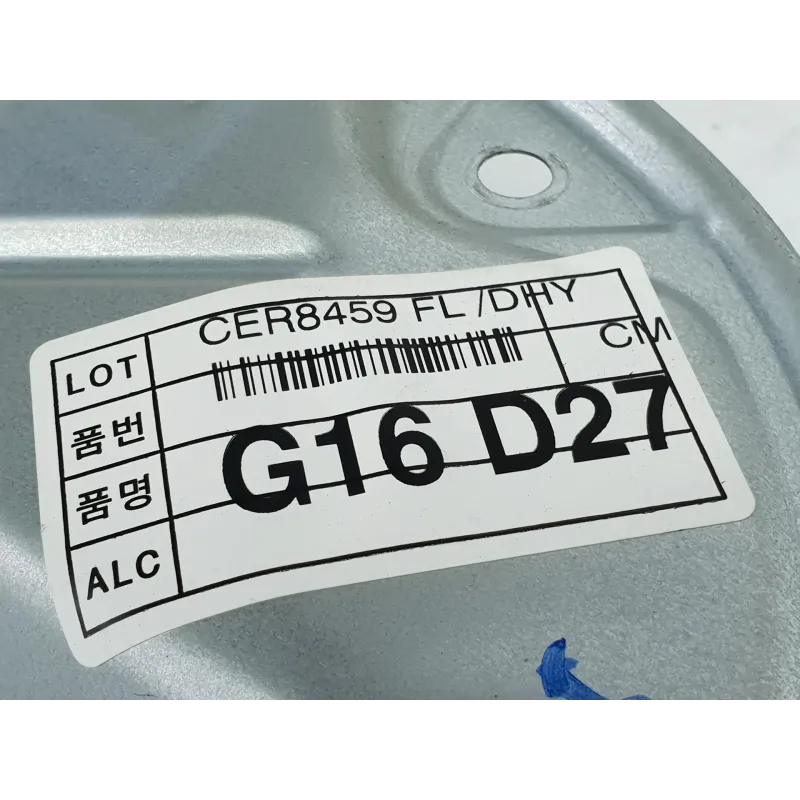 CER8459 FL /DHY
LOT
CM
품번
G16 D27
품명
ALC